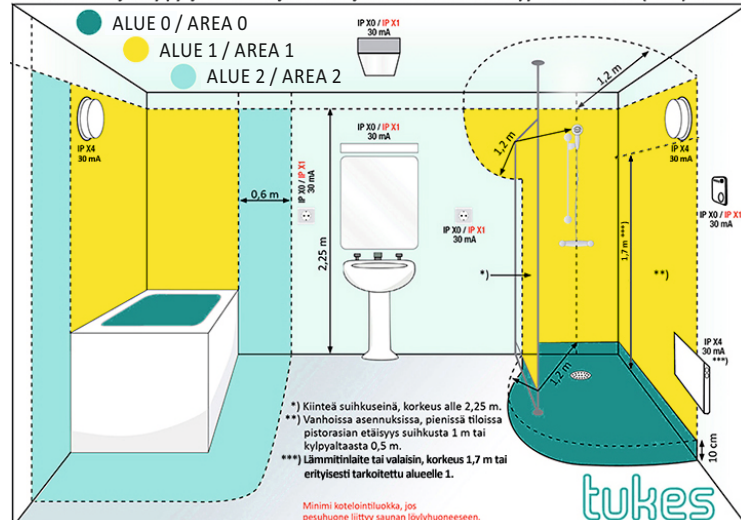 ALUE 0 / AREA 0
ALUE 1 / AREA 1
ALUE 2 / AREA 2
IP X0 / IP X1
30 mA
1,2 m
IP X4
30 mA
IP X0 / IP X1
30 mA
1,2 m
IP X4
30 mA
0,6 m
IP X0 / IP X1
30 mA
IP X0 / IP X1
30 mA
IP X0 / IP X1
30 mA
2,25 m
1,7 m ***)
*)
**)
IP X4
30 mA
***)
1,2 m
10 cm
*) Kiinteä suihkuseinä, korkeus alle 2,25 m.
**) Vanhoissa asennuksissa, pienissä tiloissa
pistorasian etäisyys suihkusta 1 m tai
kylpyaltaasta 0,5 m.
***) Lämmitinlaite tai valaisin, korkeus 1,7 m tai
erityisesti tarkoitettu alueelle 1.
Minimi kotelointiluokka, jos
pesuhuone liittyy saunan löylyhuoneeseen.
tukes